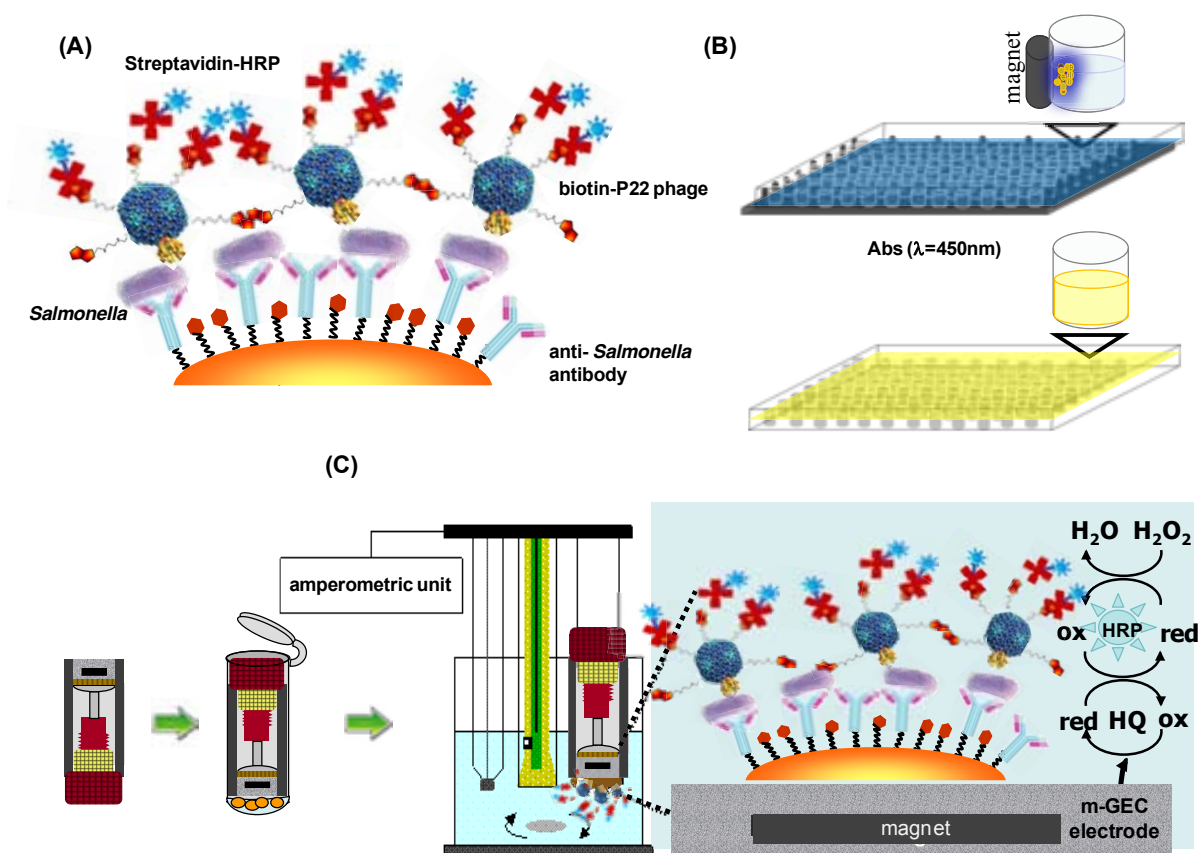 (A)
Streptavidin-HRP
biotin-P22 phage
Salmonella
anti- Salmonella
antibody
(B)
magnet
Abs (λ=450nm)
(C)
amperometric unit
H2O H2O2
ox HRP red
red HQ ox
m-GEC
electrode
magnet